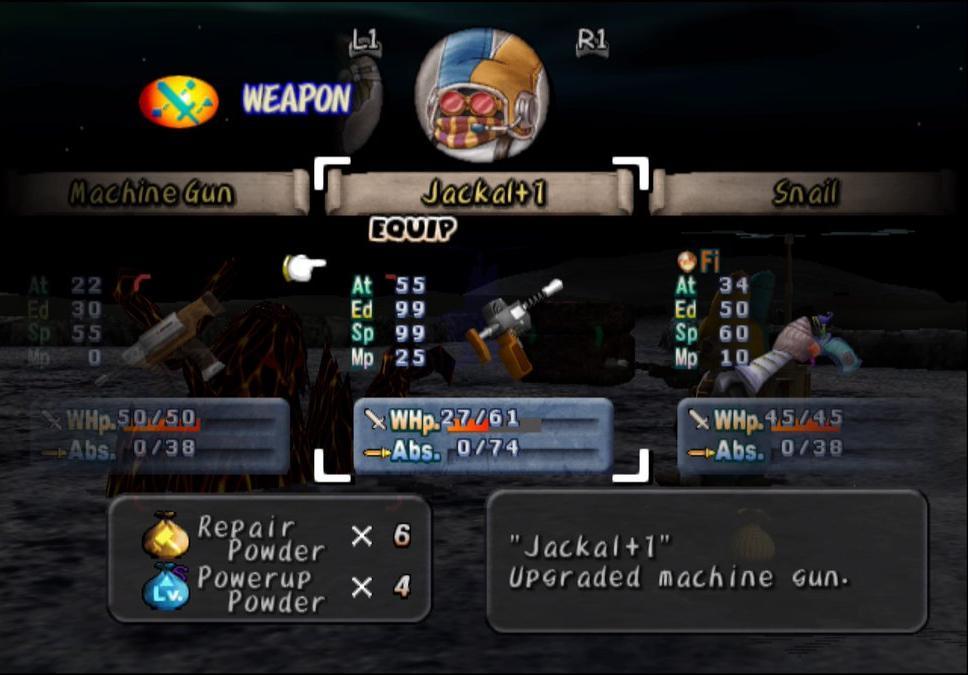 L1
R1
WEAPON
Machine Gun
Jackal+1
Snail
EQUIP
At 22
Ed 30
Sp 55
Mp 0
WHp. 50/50
Abs. 0/38
At 55
Ed 99
Sp 99
Mp 25
WHp. 27/61
Abs. 0/74
Fi
At 34
Ed 50
Sp 60
Mp 10
WHp. 45/45
Abs. 0/38
Repair
Powder × 6
Lv.
Powerup
Powder × 4
"Jackal+1"
Upgraded machine gun.